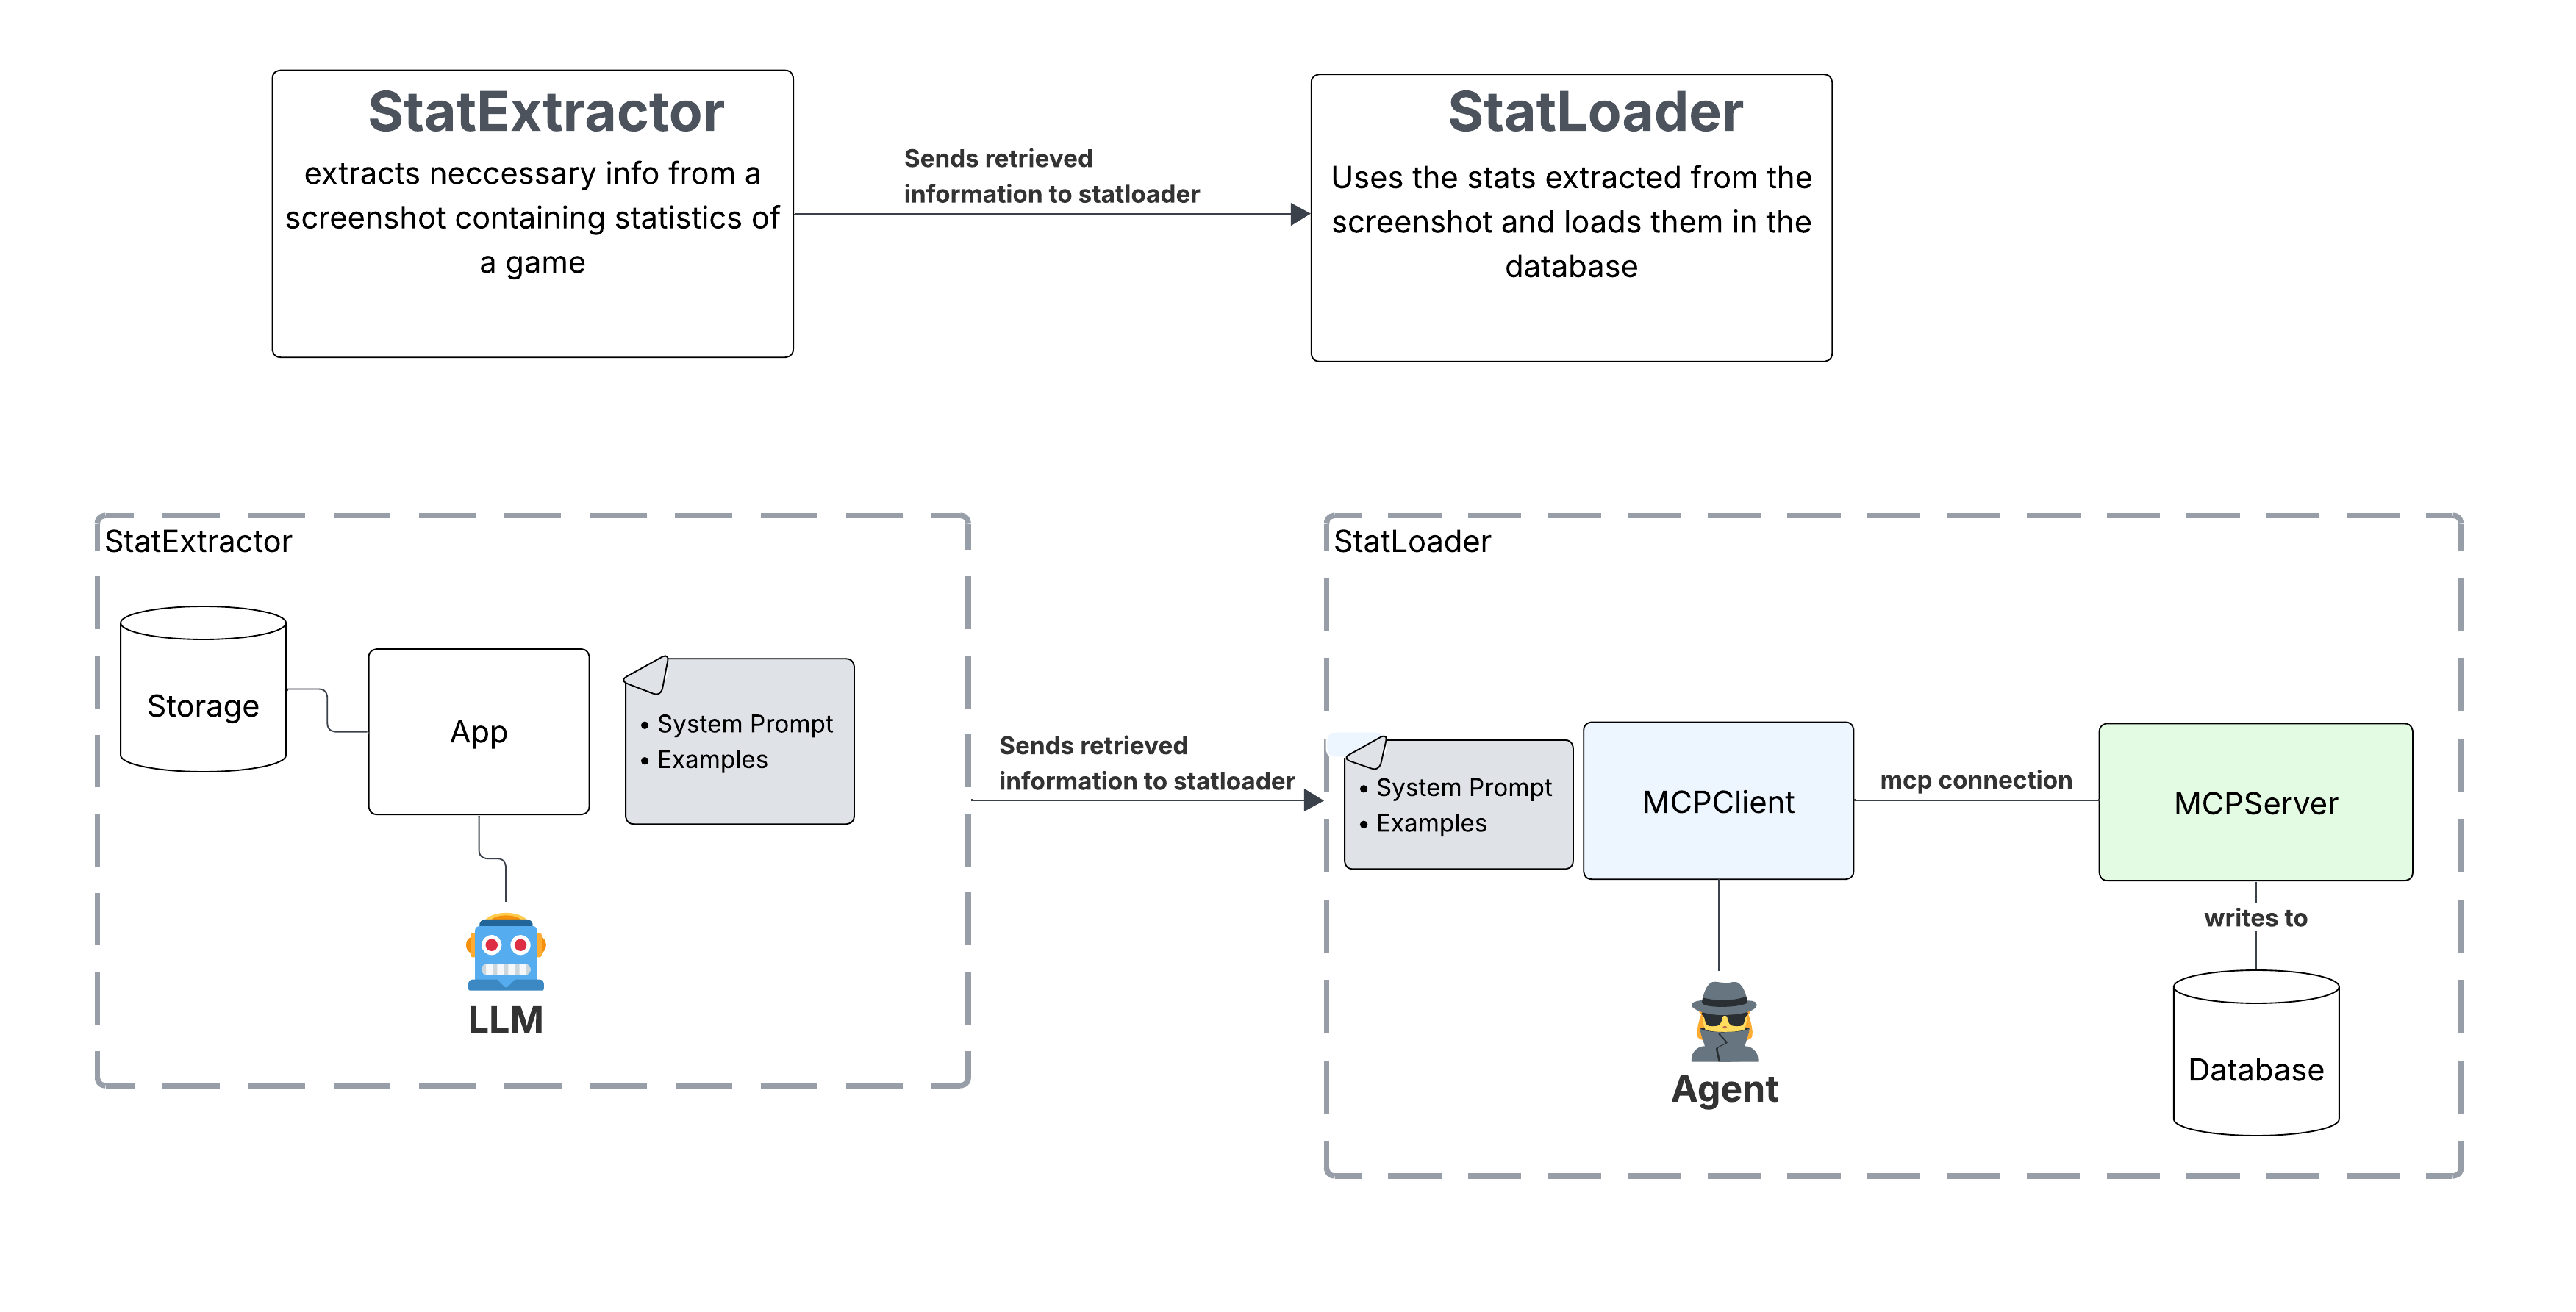 StatExtractor
extracts neccessary info from a
screenshot containing statistics of
a game
Sends retrieved
information to statloader
StatLoader
Uses the stats extracted from the
screenshot and loads them in the
database
StatExtractor
Storage
App
• System Prompt
• Examples
LLM
Sends retrieved
information to statloader
StatLoader
• System Prompt
• Examples
MCPClient
mcp connection
MCPServer
writes to
Agent
Database